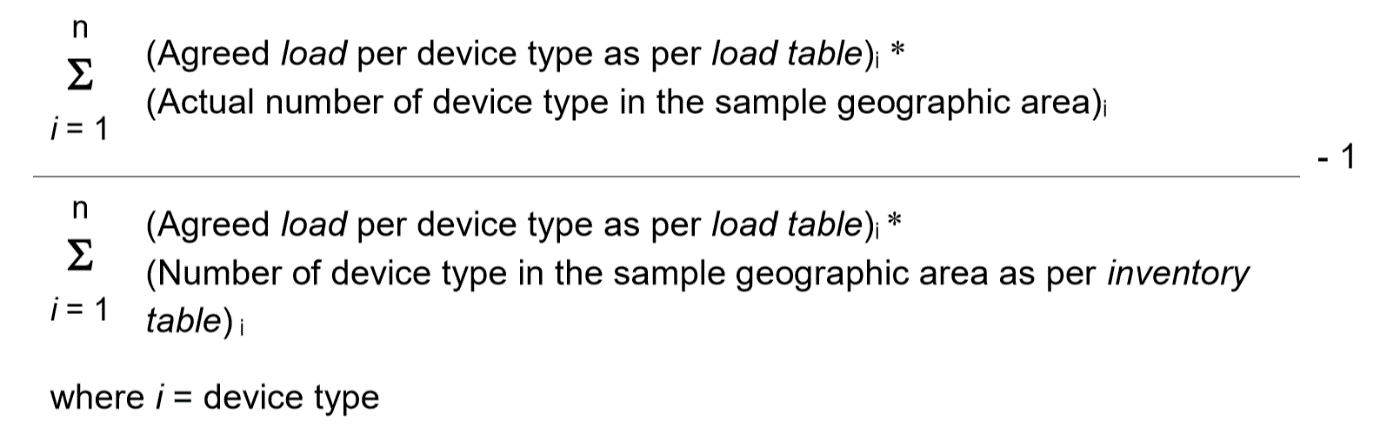 n
Σ
i = 1
(Agreed load per device type as per load table)i *
(Actual number of device type in the sample geographic area)i
- 1
n
Σ
i = 1
(Agreed load per device type as per load table)i *
(Number of device type in the sample geographic area as per inventory
table) i
where i = device type